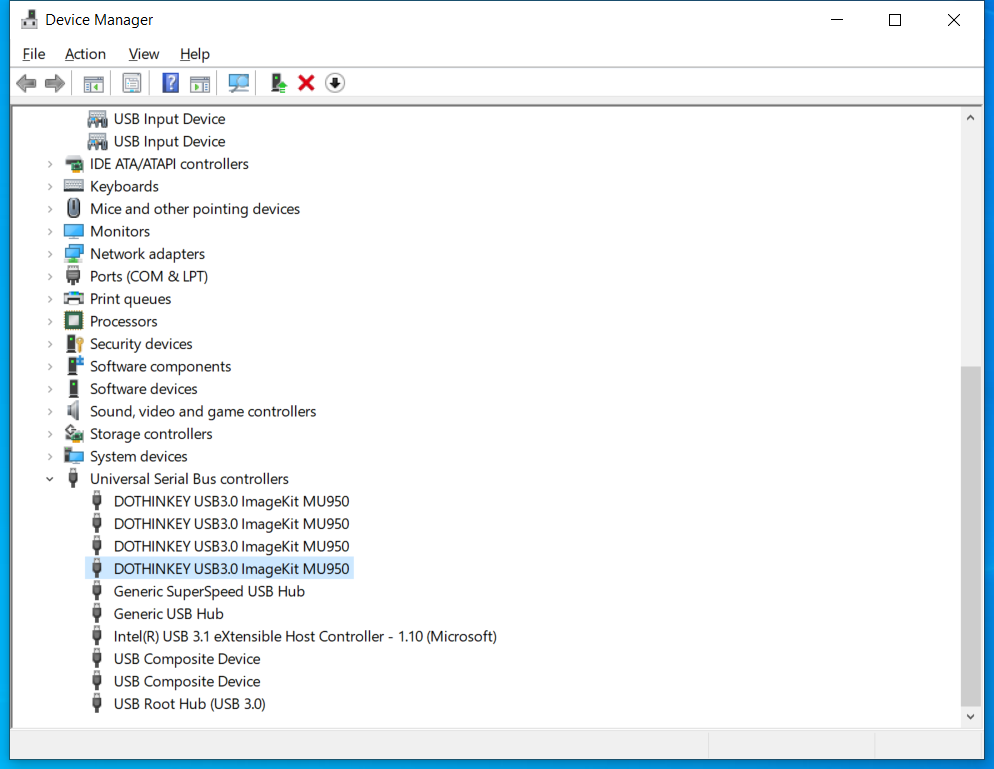 Device Manager
File Action View Help
USB Input Device
USB Input Device
IDE ATA/ATAPI controllers
Keyboards
Mice and other pointing devices
Monitors
Network adapters
Ports (COM & LPT)
Print queues
Processors
Security devices
Software components
Software devices
Sound, video and game controllers
Storage controllers
System devices
Universal Serial Bus controllers
DOTHINKEY USB3.0 ImageKit MU950
DOTHINKEY USB3.0 ImageKit MU950
DOTHINKEY USB3.0 ImageKit MU950
DOTHINKEY USB3.0 ImageKit MU950
Generic SuperSpeed USB Hub
Generic USB Hub
Intel(R) USB 3.1 eXtensible Host Controller - 1.10 (Microsoft)
USB Composite Device
USB Composite Device
USB Root Hub (USB 3.0)